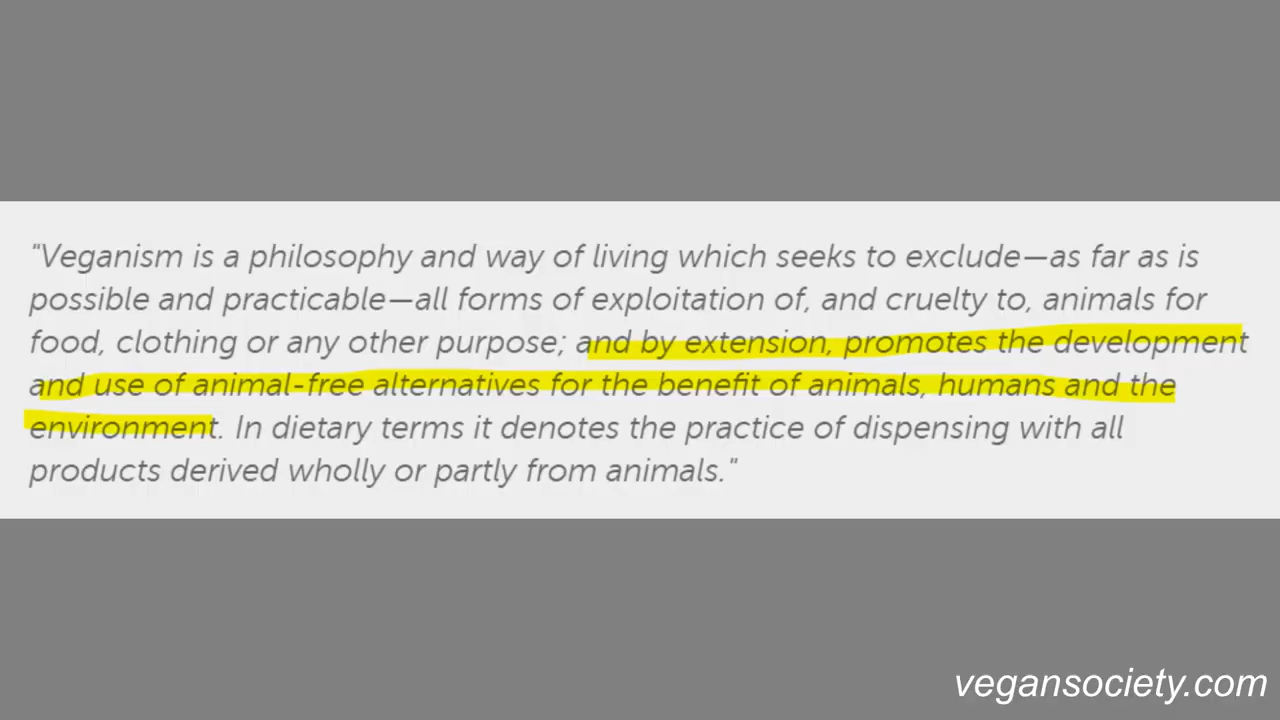 "Veganism is a philosophy and way of living which seeks to exclude—as far as is
possible and practicable—all forms of exploitation of, and cruelty to, animals for
food, clothing or any other purpose; and by extension, promotes the development
and use of animal-free alternatives for the benefit of animals, humans and the
environment. In dietary terms it denotes the practice of dispensing with all
products derived wholly or partly from animals."
vegansociety.com